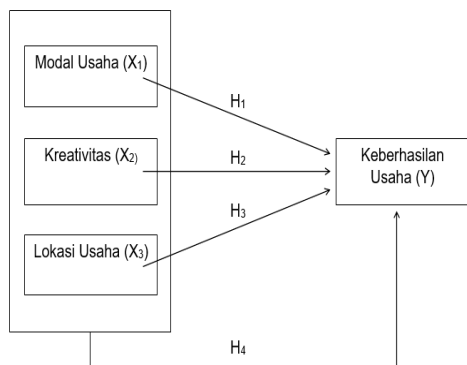 Modal Usaha (X₁)
H₁
Kreativitas (X₂)
H₂
Keberhasilan
Usaha (Y)
H₃
Lokasi Usaha (X₃)
H₄